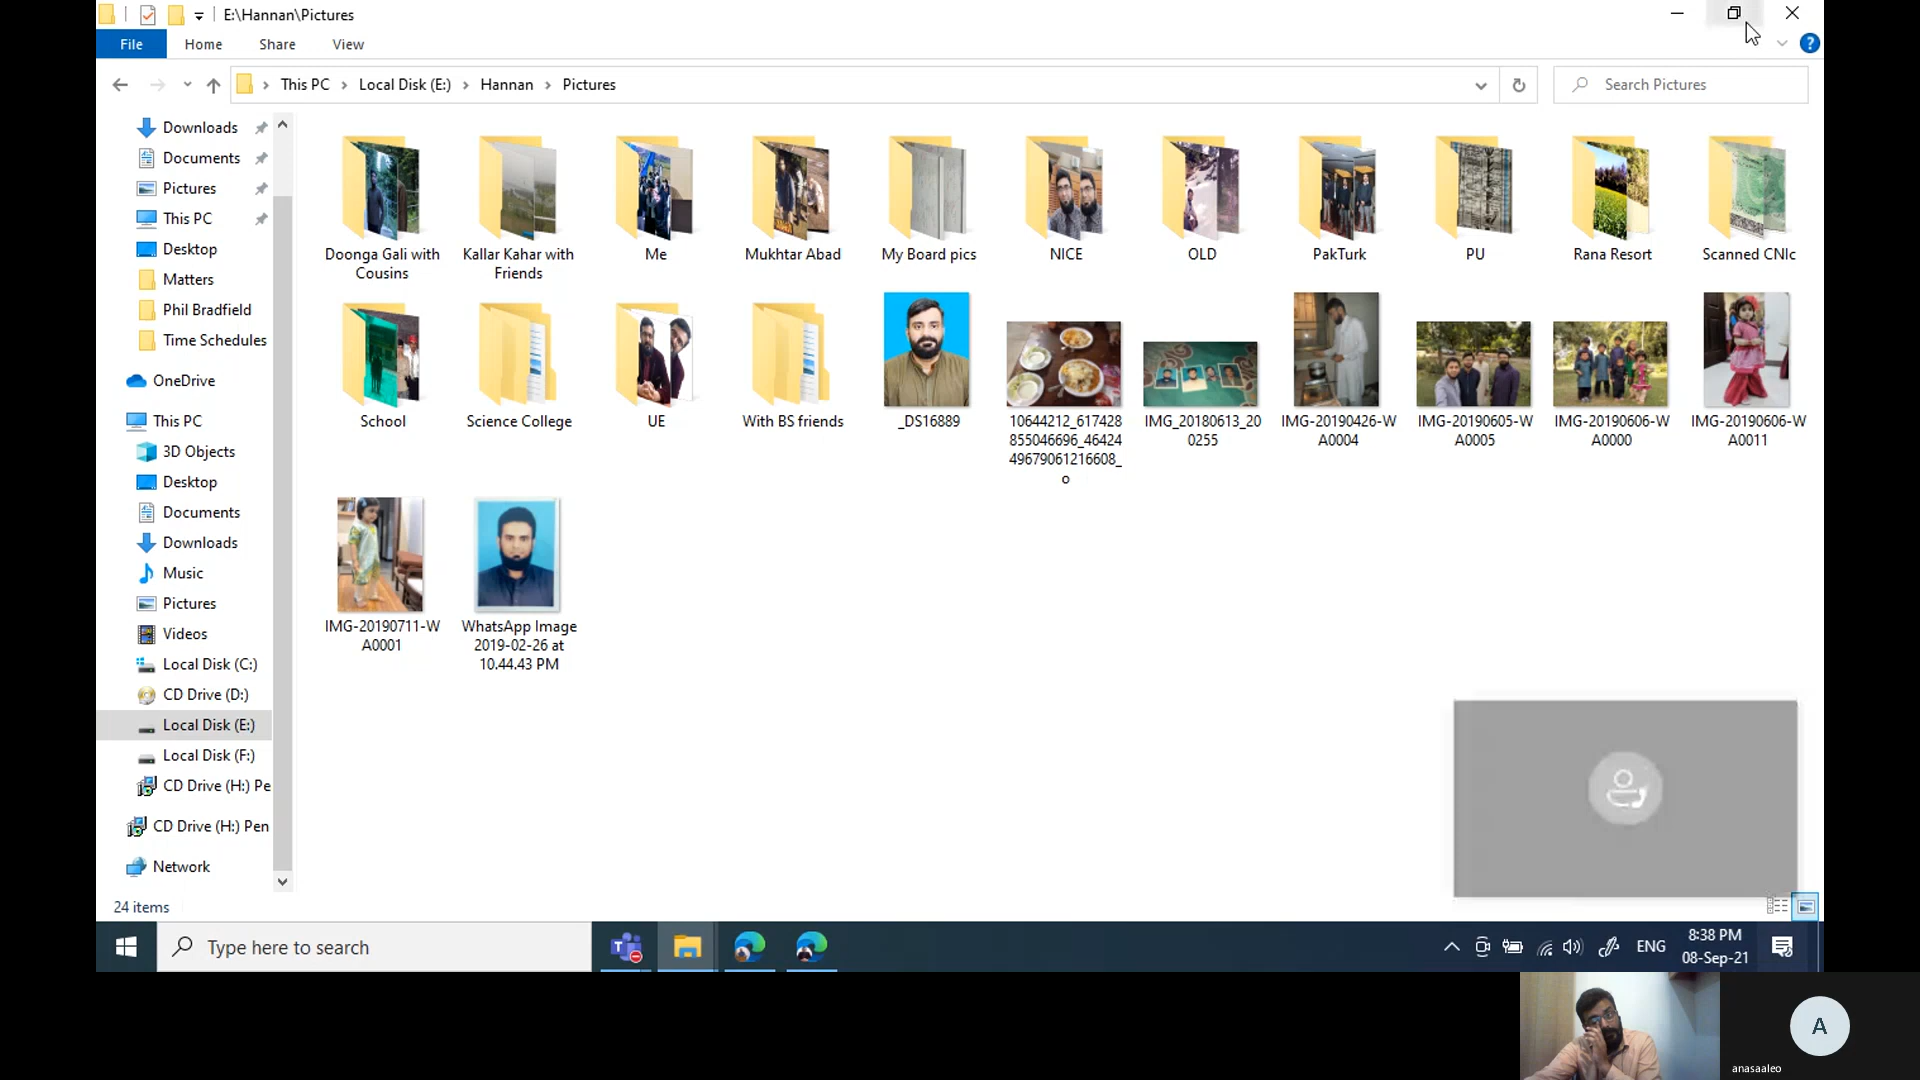 E:\Hannan\Pictures
File Home Share View
This PC Local Disk (E:) Hannan Pictures
Search Pictures
Downloads
Documents
Pictures
This PC
Desktop
Matters
Phil Bradfield
Time Schedules
OneDrive
This PC
3D Objects
Desktop
Documents
Downloads
Music
Pictures
Videos
Local Disk (C:)
CD Drive (D:)
Local Disk (E:)
Local Disk (F:)
CD Drive (H:) Pe
CD Drive (H:) Pen
Network
Doonga Gali with
Cousins
Kallar Kahar with
Friends
Me
Mukhtar Abad
My Board pics
NICE
OLD
PakTurk
PU
Rana Resort
Scanned CNIc
School
Science College
UE
With BS friends
_DS16889
10644212_617428
855046696_46424
49679061216608_
o
IMG_20180613_20
0255
IMG-20190426-W
A0004
IMG-20190605-W
A0005
IMG-20190606-W
A0000
IMG-20190606-W
A0011
IMG-20190711-W
A0001
WhatsApp Image
2019-02-26 at
10.44.43 PM
24 items
Type here to search
ENG
8:38 PM
08-Sep-21
A
anasaaleo